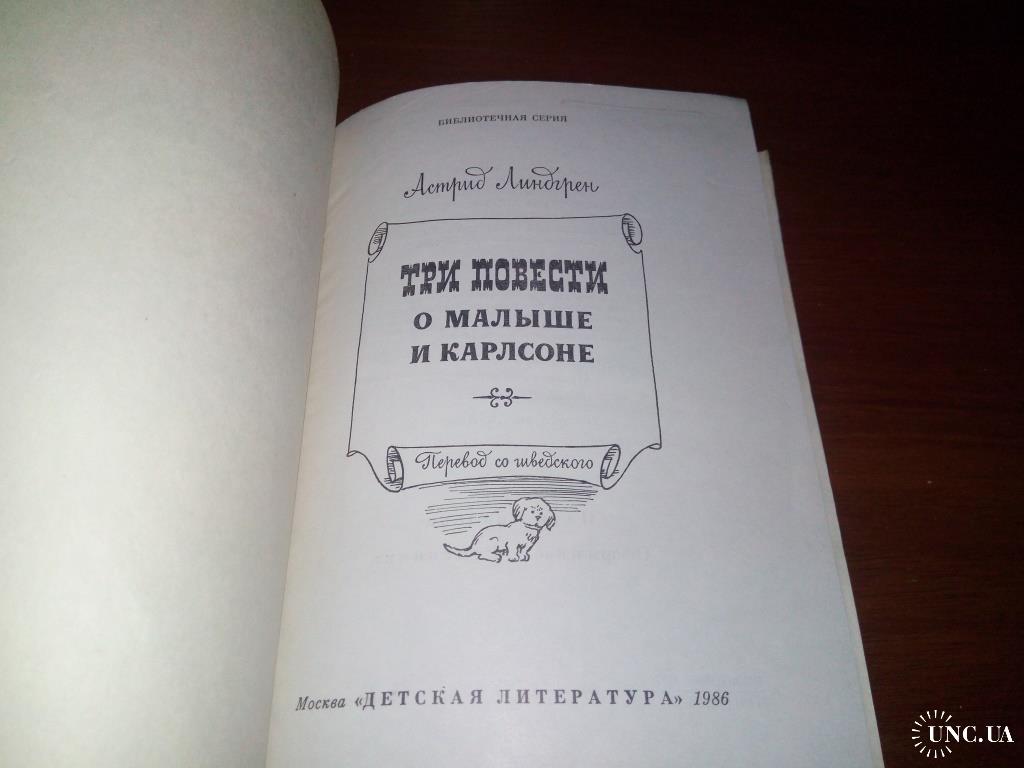 БИБЛИОТЕЧНАЯ СЕРИЯ
Астрид Линдгрен
ТРИ ПОВЕСТИ
О МАЛЫШЕ
И КАРЛСОНЕ
Перевод со шведского
Москва «ДЕТСКАЯ ЛИТЕРАТУРА» 1986
UNC.UA